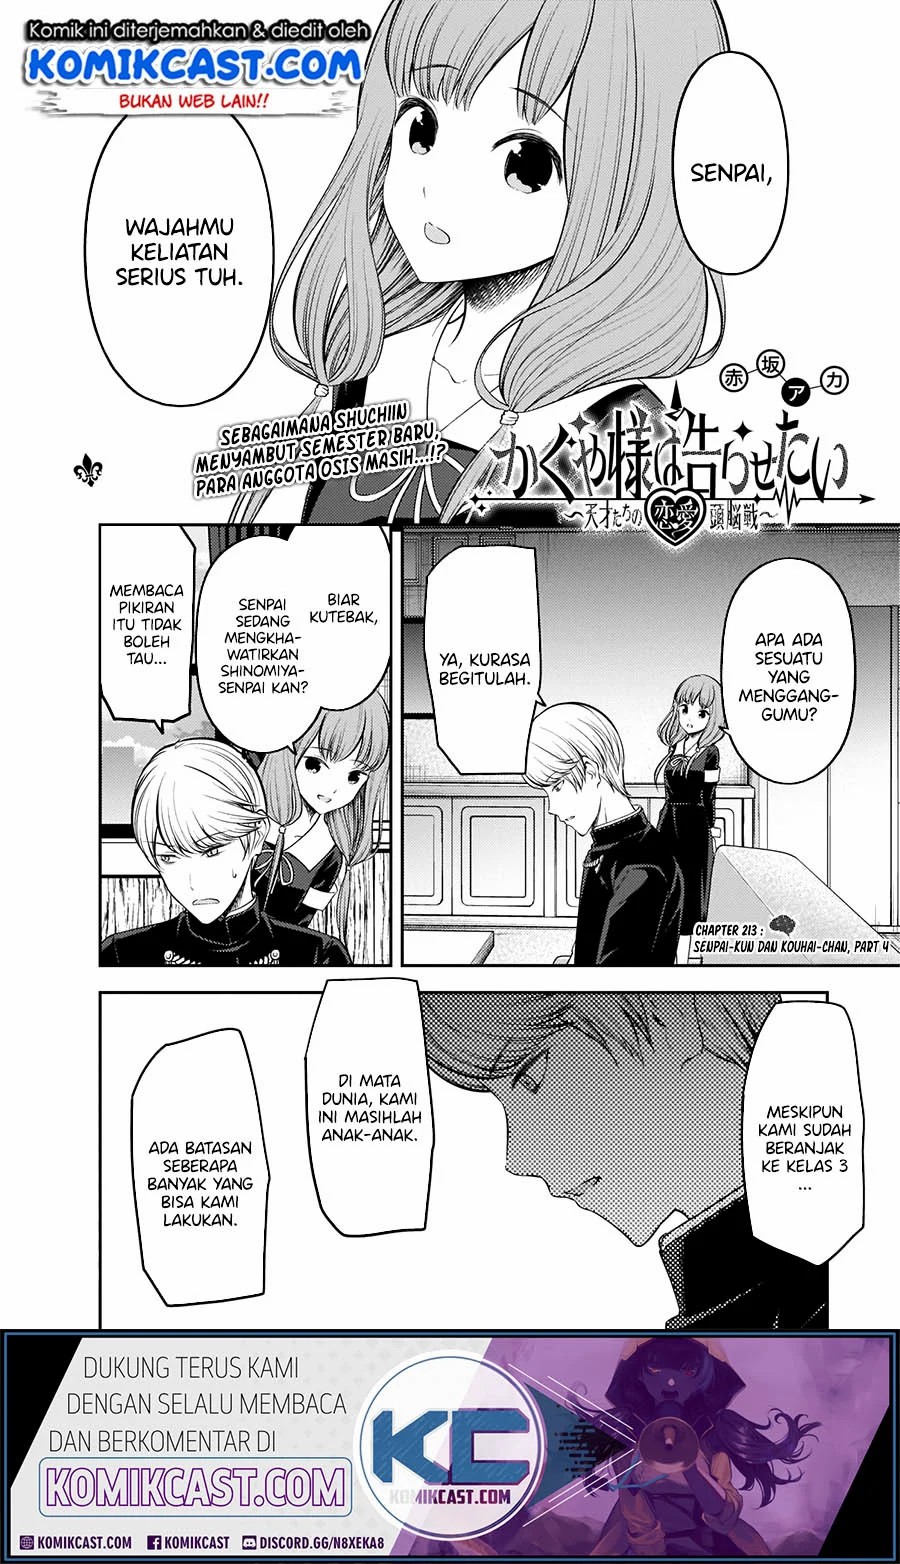 Komik ini diterjemahkan & diedit oleh
KOMIKCAST.COM
BUKAN WEB LAIN!!
SENPAI,
WAJAHMU
KELIATAN
SERIUS TUH.
赤坂アカ
SEBAGAIMANA SHUCHIIN
MENYAMBUT SEMESTER BARU,
PARA ANGGOTA OSIS MASIH...!?
かぐや様は告らせたい
～天才たちの恋愛頭脳戦～
APA ADA
SESUATU
YANG
MENGGANG-
GUMU?
YA, KURASA
BEGITULAH.
CHAPTER 213 :
SENPAI-KUN DAN KOUHAI-CHAN, PART 4
BIAR
KUTEBAK,
SENPAI
SEDANG
MENGKHA-
WATIRKAN
SHINOMIYA-
SENPAI KAN?
MEMBACA
PIKIRAN
ITU TIDAK
BOLEH
TAU...
MESKIPUN
KAMI SUDAH
BERANJAK
KE KELAS 3
...
DI MATA
DUNIA, KAMI
INI MASIHLAH
ANAK-ANAK.
ADA BATASAN
SEBERAPA
BANYAK YANG
BISA KAMI
LAKUKAN.
DUKUNG TERUS KAMI
DENGAN SELALU MEMBACA
DAN BERKOMENTAR DI
KOMIKCAST.COM
KC
KOMIKCAST.COM
KOMIKCAST.COM
KOMIKCAST
DISCORD.GG/N8XEKA8